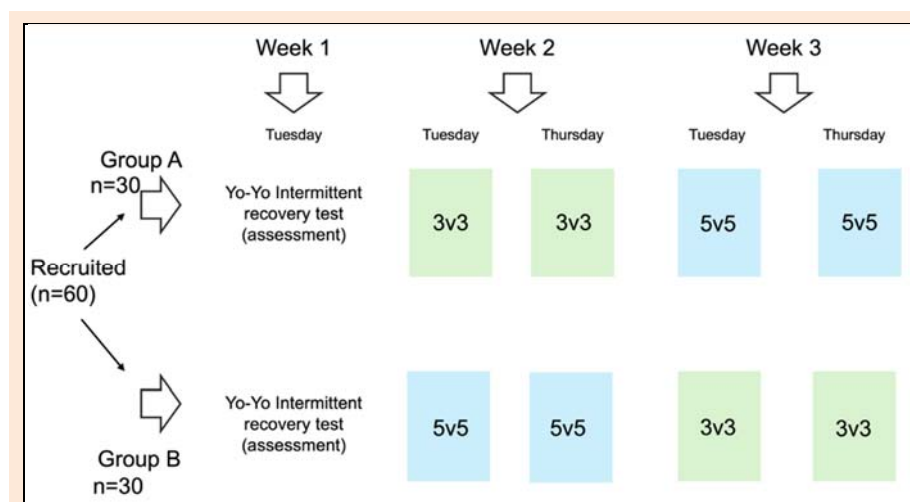 Week 1
Week 2
Week 3
Tuesday
Tuesday
Thursday
Tuesday
Thursday
Group A
n=30
Yo-Yo Intermittent
recovery test
(assessment)
3v3
3v3
5v5
5v5
Recruited
(n=60)
Yo-Yo Intermittent
recovery test
(assessment)
5v5
5v5
3v3
3v3
Group B
n=30